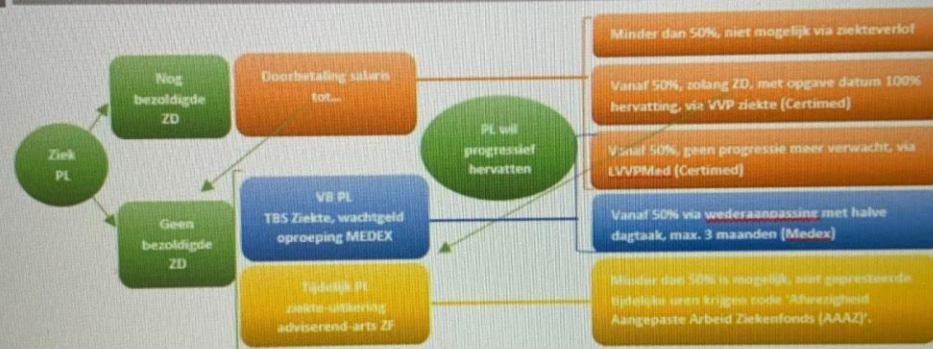 Ziek
PL
Nog
bezoldigde
ZD
Geen
bezoldigde
ZD
Doorbetaling salaris
tot...
VB PL
TBS Ziekte, wachtgeld
oproeping MEDEX
Tijdelijk PL
ziekte-uitkering
adviserend-arts ZF
PL wil
progressief
hervatten
Minder dan 50%, niet mogelijk via ziekteverlof
Vanaf 50%, zolang ZD, met opgave datum 100%
hervatting, via VVP ziekte (Certimed)
Vanaf 50%, geen progressie meer verwacht, via
LVVPMed (Certimed)
Vanaf 50% via wederaanpassing met halve
dagtaak, max. 3 maanden (Medex)
Minder dan 50% is mogelijk, niet gepresteerde
tijdelijke uren krijgen code 'Afwezigheid
Aangepaste Arbeid Ziekenfonds (AAAZ)'.